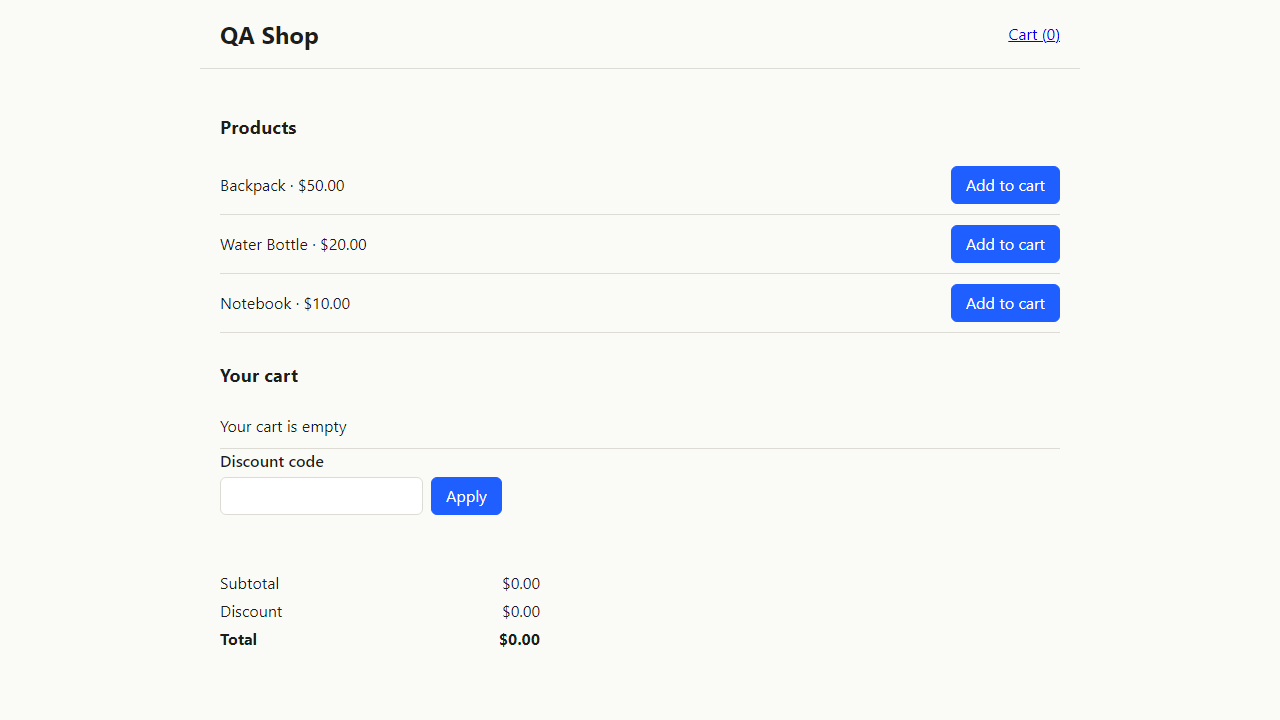 QA Shop
Cart (0)
Products
Backpack · $50.00
Add to cart
Water Bottle · $20.00
Add to cart
Notebook · $10.00
Add to cart
Your cart
Your cart is empty
Discount code
Apply
Subtotal $0.00
Discount $0.00
Total $0.00